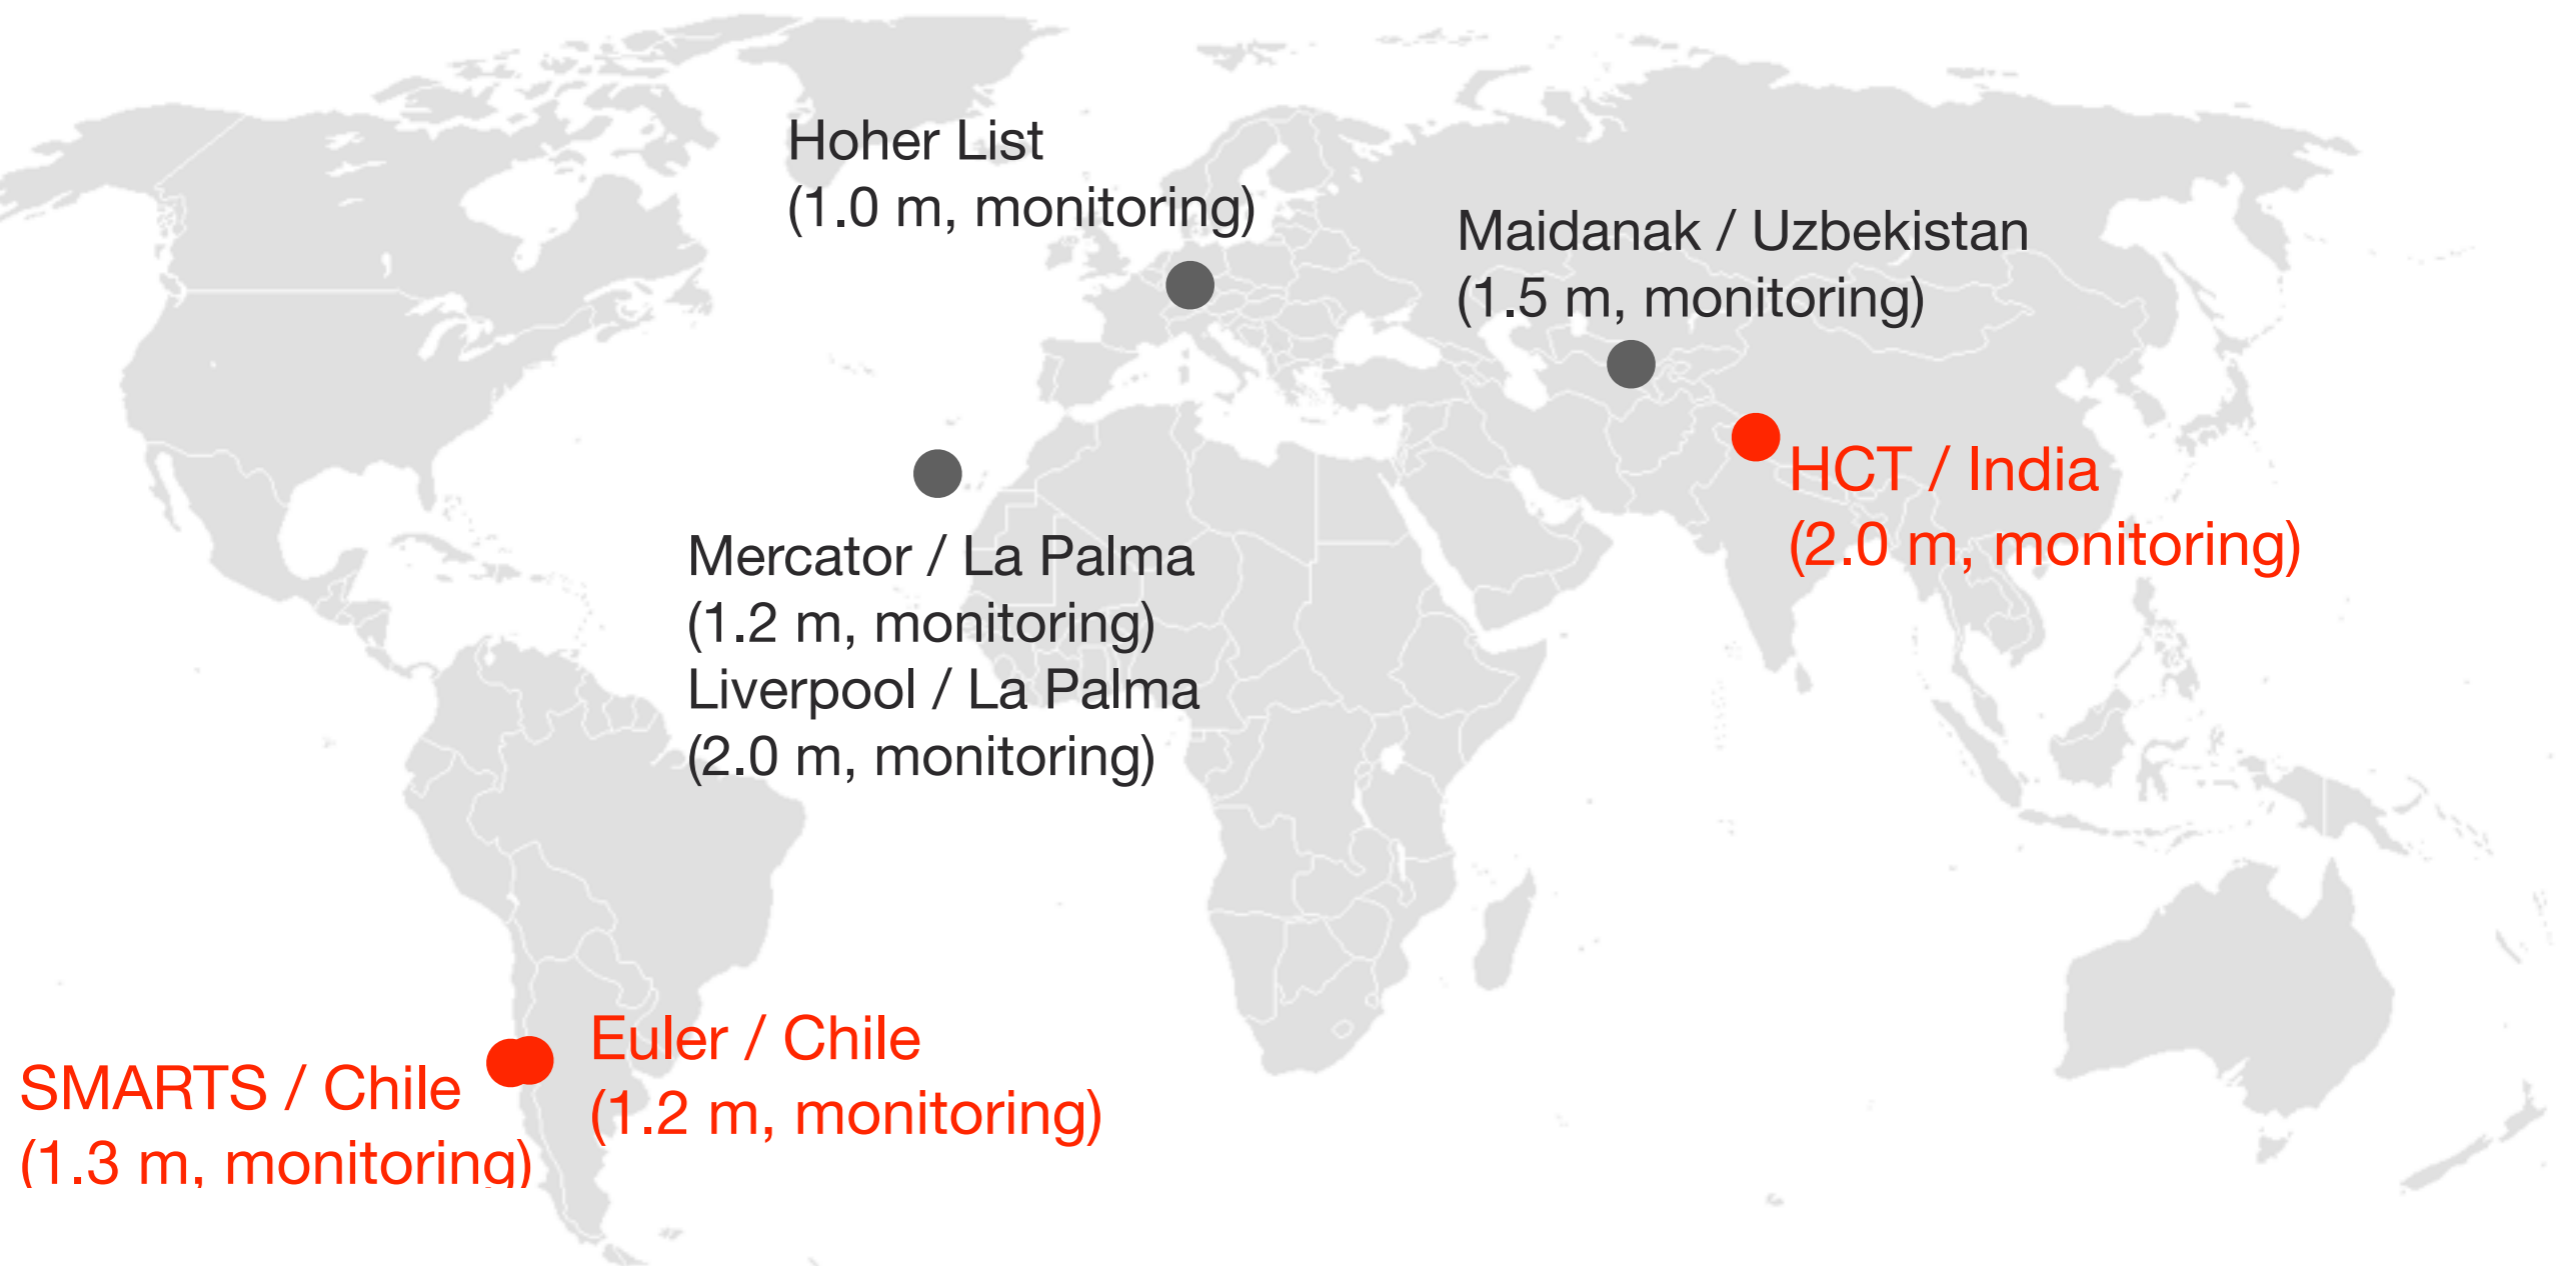 Hoher List
(1.0 m, monitoring)
Maidanak / Uzbekistan
(1.5 m, monitoring)
HCT / India
(2.0 m, monitoring)
Mercator / La Palma
(1.2 m, monitoring)
Liverpool / La Palma
(2.0 m, monitoring)
Euler / Chile
(1.2 m, monitoring)
SMARTS / Chile
(1.3 m, monitoring)